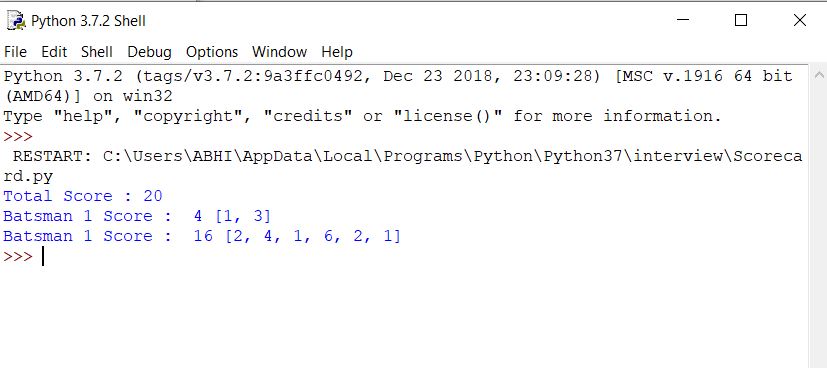 Python 3.7.2 Shell
File Edit Shell Debug Options Window Help
Python 3.7.2 (tags/v3.7.2:9a3ffc0492, Dec 23 2018, 23:09:28) [MSC v.1916 64 bit
(AMD64)] on win32
Type "help", "copyright", "credits" or "license()" for more information.
>>>
 RESTART: C:\Users\ABHI\AppData\Local\Programs\Python\Python37\interview\Scoreca
rd.py
Total Score : 20
Batsman 1 Score :  4 [1, 3]
Batsman 1 Score :  16 [2, 4, 1, 6, 2, 1]
>>>